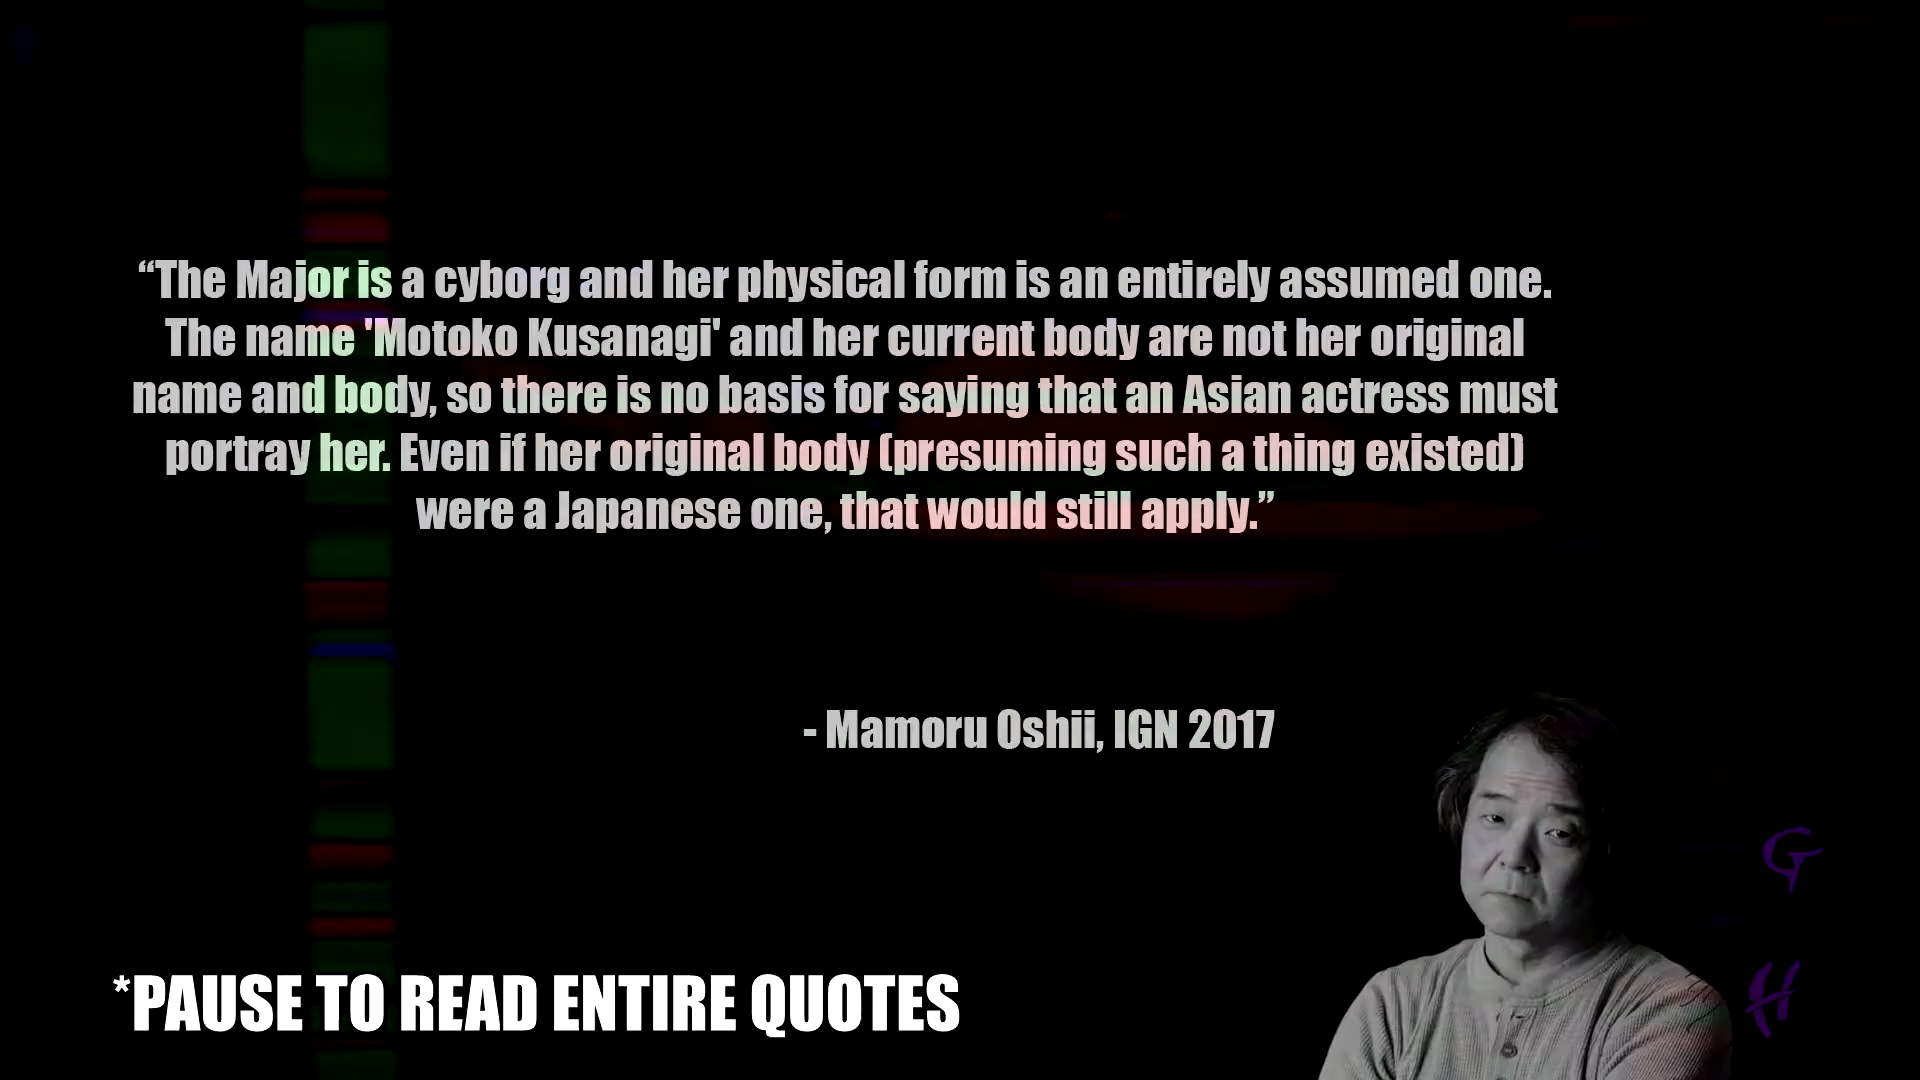 “The Major is a cyborg and her physical form is an entirely assumed one.
The name 'Motoko Kusanagi' and her current body are not her original
name and body, so there is no basis for saying that an Asian actress must
portray her. Even if her original body (presuming such a thing existed)
were a Japanese one, that would still apply.”
- Mamoru Oshii, IGN 2017
G
H
*PAUSE TO READ ENTIRE QUOTES